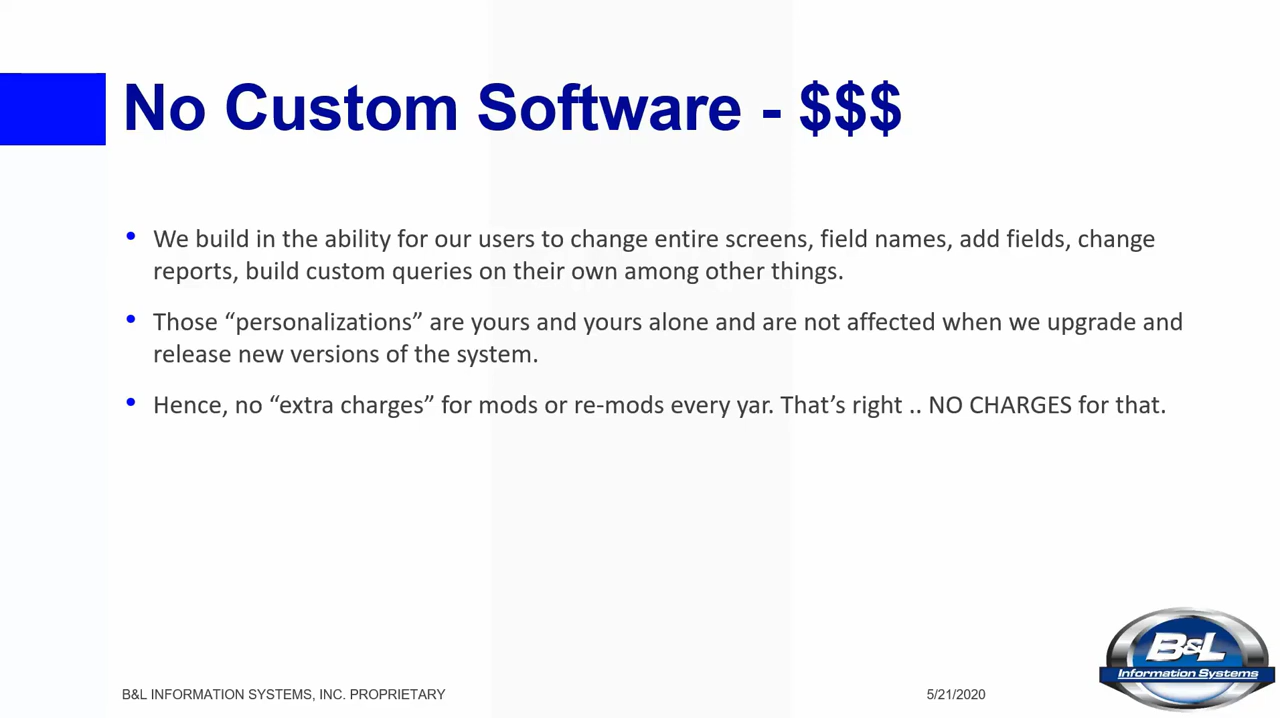 No Custom Software - $$$
• We build in the ability for our users to change entire screens, field names, add fields, change
reports, build custom queries on their own among other things.
• Those “personalizations” are yours and yours alone and are not affected when we upgrade and
release new versions of the system.
• Hence, no “extra charges” for mods or re-mods every yar. That’s right .. NO CHARGES for that.
B&L
Information Systems
B&L INFORMATION SYSTEMS, INC. PROPRIETARY
5/21/2020